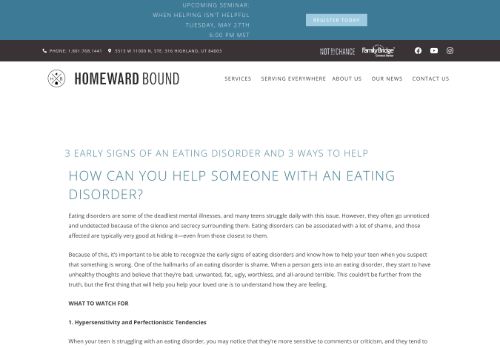 UPCOMING SEMINAR:
WHEN HELPING ISN'T HELPFUL
TUESDAY, MAY 27TH
6:00 PM MST
REGISTER TODAY
PHONE: 1.801.768.1441
5513 W 11000 N, STE. 316 HIGHLAND, UT 84003
NOT BY CHANCE
FamilyBridge
HOMEWARD BOUND
SERVICES
SERVING EVERYWHERE
ABOUT US
OUR NEWS
CONTACT US
3 EARLY SIGNS OF AN EATING DISORDER AND 3 WAYS TO HELP
HOW CAN YOU HELP SOMEONE WITH AN EATING
DISORDER?
Eating disorders are some of the deadliest mental illnesses, and many teens struggle daily with this issue. However, they often go unnoticed
and undetected because of the silence and secrecy surrounding them. Eating disorders can be associated with a lot of shame, and those
affected are typically very good at hiding it—even from those closest to them.
Because of this, it's important to be able to recognize the early signs of eating disorders and know how to help your teen when you suspect
that something is wrong. One of the hallmarks of an eating disorder is shame. When a person gets into an eating disorder, they start to have
unhealthy thoughts and believe that they're bad, unwanted, fat, ugly, worthless, and all-around terrible. This couldn't be further from the
truth, but the first thing that will help you help your loved one is to understand how they are feeling.
WHAT TO WATCH FOR
1. Hypersensitivity and Perfectionistic Tendencies
When your teen is struggling with an eating disorder, you may notice that they're more sensitive to comments or criticism, and they tend to